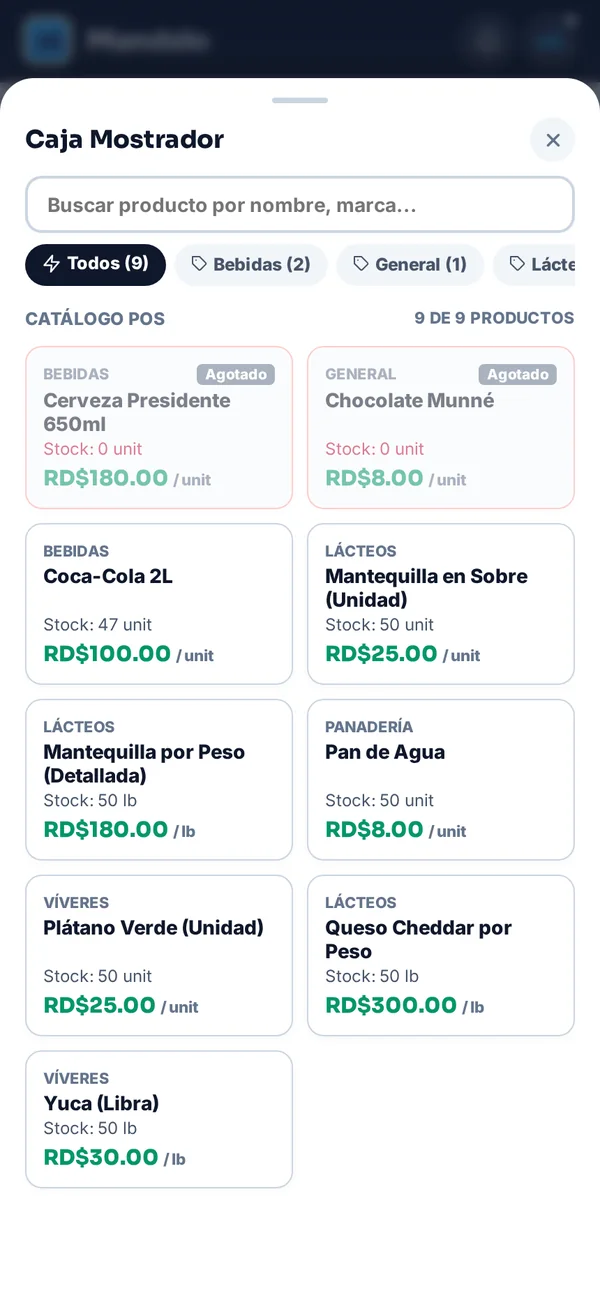 Caja Mostrador
Buscar producto por nombre, marca...
Todos (9)
Bebidas (2)
General (1)
Lácte
CATÁLOGO POS
9 DE 9 PRODUCTOS
BEBIDAS
Agotado
Cerveza Presidente
650ml
Stock: 0 unit
RD$180.00 / unit
GENERAL
Agotado
Chocolate Munné
Stock: 0 unit
RD$8.00 / unit
BEBIDAS
Coca-Cola 2L
Stock: 47 unit
RD$100.00 / unit
LÁCTEOS
Mantequilla en Sobre
(Unidad)
Stock: 50 unit
RD$25.00 / unit
LÁCTEOS
Mantequilla por Peso
(Detallada)
Stock: 50 lb
RD$180.00 / lb
PANADERÍA
Pan de Agua
Stock: 50 unit
RD$8.00 / unit
VÍVERES
Plátano Verde (Unidad)
Stock: 50 unit
RD$25.00 / unit
LÁCTEOS
Queso Cheddar por
Peso
Stock: 50 lb
RD$300.00 / lb
VÍVERES
Yuca (Libra)
Stock: 50 lb
RD$30.00 / lb